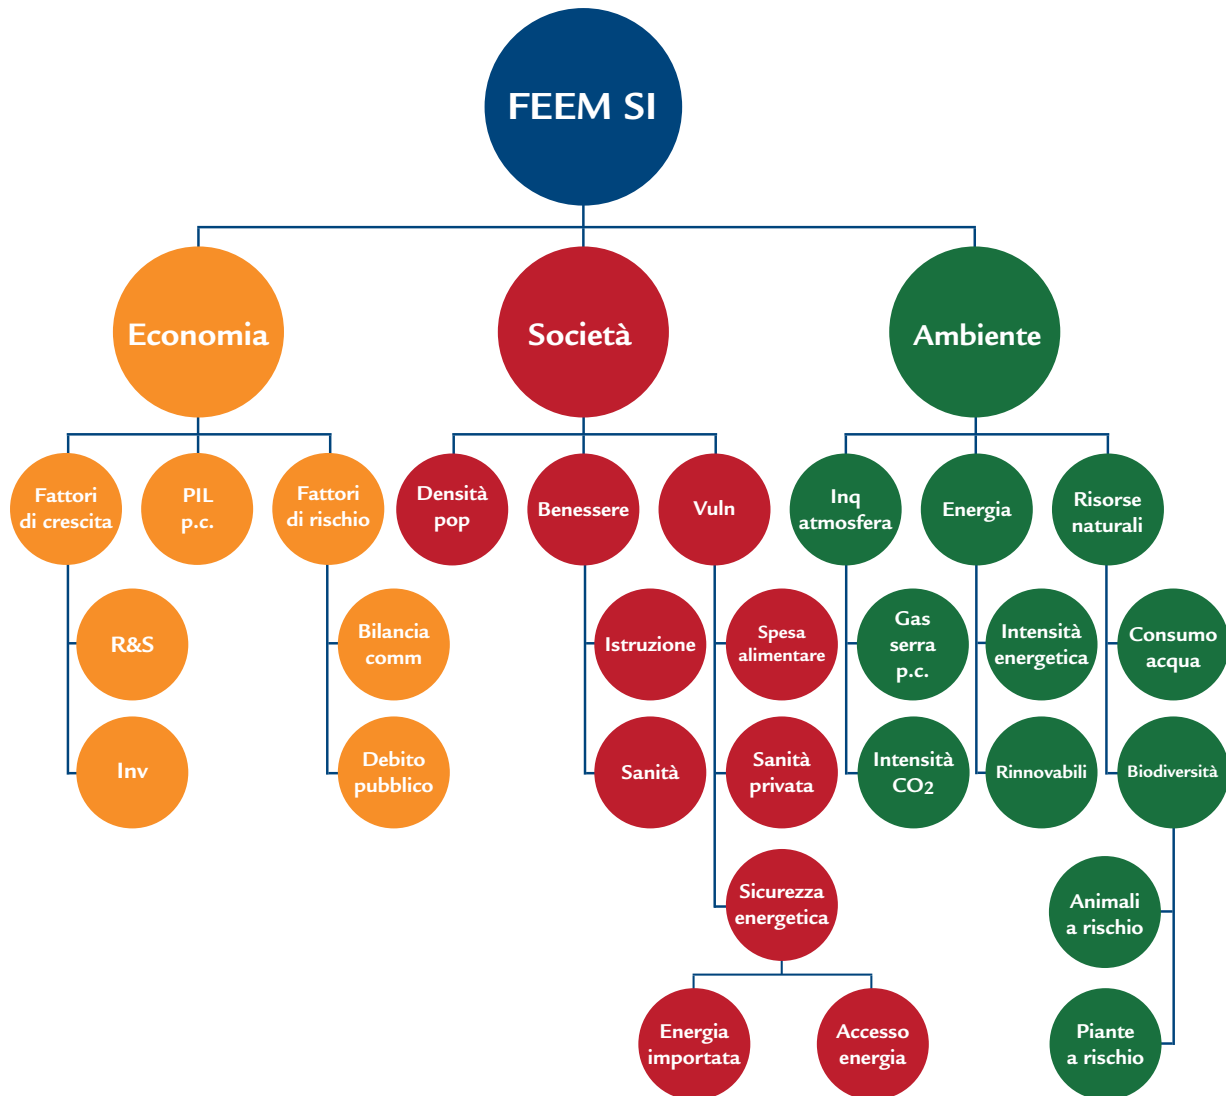 FEEM SI
Economia
Società
Ambiente
Fattori
di crescita
PIL
p.c.
Fattori
di rischio
Densità
pop
Benessere
Vuln
Inq
atmosfera
Energia
Risorse
naturali
R&S
Bilancia
comm
Istruzione
Spesa
alimentare
Gas
serra
p.c.
Intensità
energetica
Consumo
acqua
Inv
Debito
pubblico
Sanità
Sanità
privata
Intensità
CO2
Rinnovabili
Biodiversità
Sicurezza
energetica
Animali
a rischio
Energia
importata
Accesso
energia
Piante
a rischio